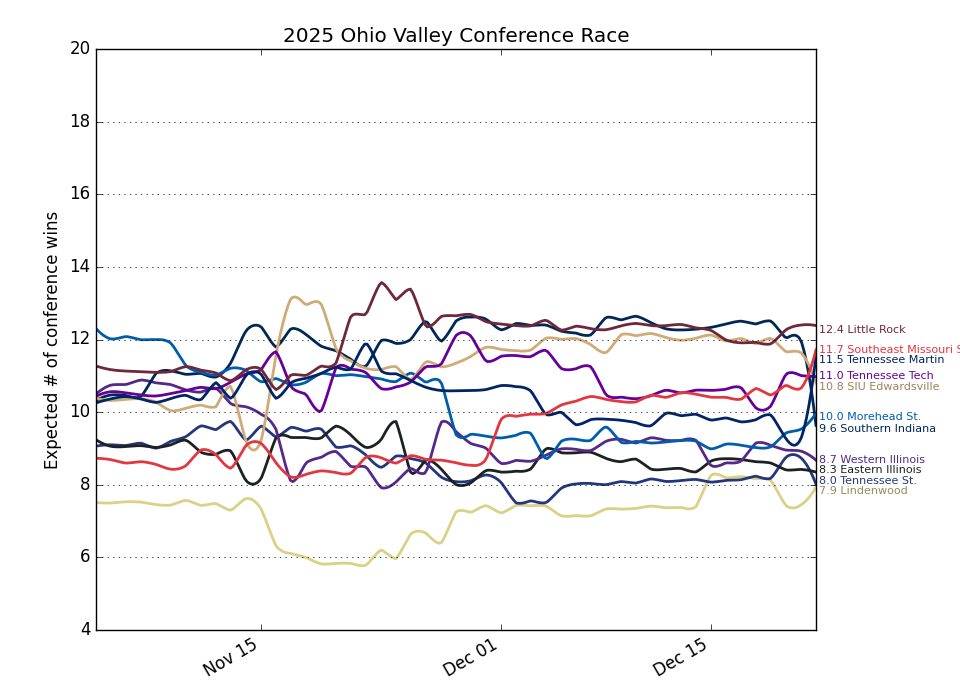 2025 Ohio Valley Conference Race
Expected # of conference wins
20
18
16
14
12
10
8
6
4
Nov 15
Dec 01
Dec 15
12.4 Little Rock
11.7 Southeast Missouri S
11.5 Tennessee Martin
11.0 Tennessee Tech
10.8 SIU Edwardsville
10.0 Morehead St.
9.6 Southern Indiana
8.7 Western Illinois
8.3 Eastern Illinois
8.0 Tennessee St.
7.9 Lindenwood